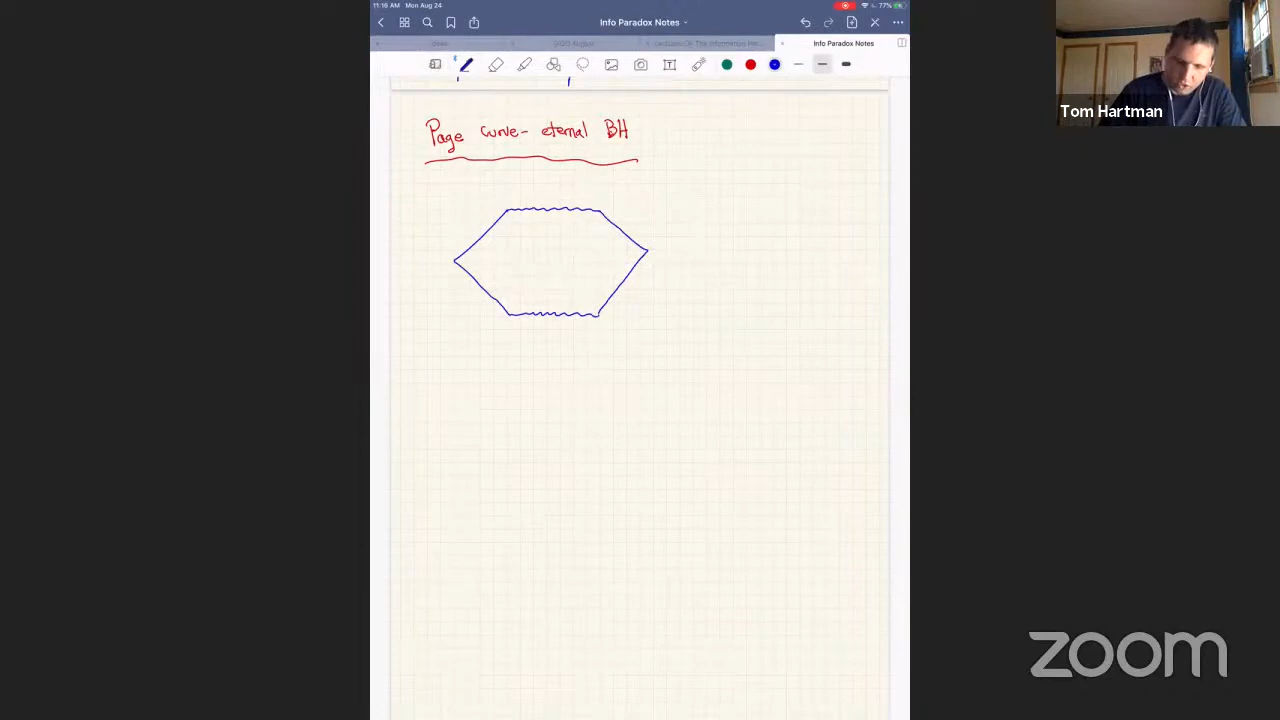 11:16 AM Mon Aug 24
77%
Info Paradox Notes
Info Paradox Notes
Tom Hartman
Page curve- eternal BH
zoom